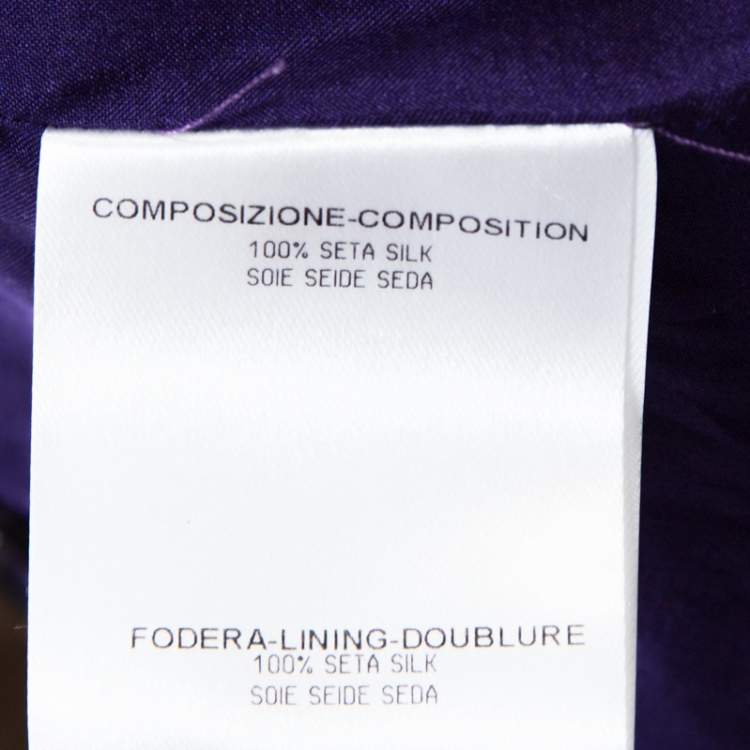 COMPOSIZIONE-COMPOSITION
100% SETA SILK
SOIE SEIDE SEDA
FODERA-LINING-DOUBLURE
100% SETA SILK
SOIE SEIDE SEDA